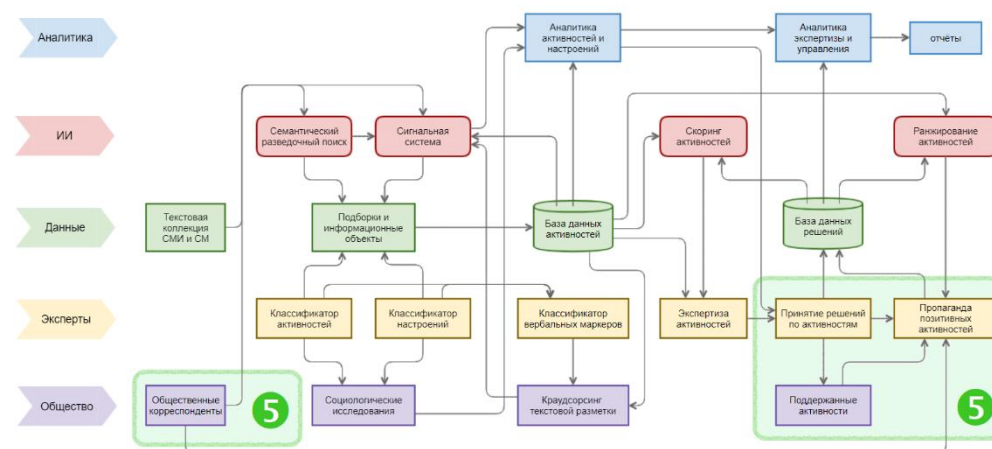 Аналитика
Аналитика
активностей и
настроений
Аналитика
экспертизы и
управления
отчёты
ИИ
Семантический
разведочный поиск
Сигнальная
система
Скоринг
активностей
Ранжирование
активностей
Данные
Текстовая
коллекция
СМИ и СМ
Подборки и
информационные
объекты
База данных
активностей
База данных
решений
Эксперты
Классификатор
активностей
Классификатор
настроений
Классификатор
вербальных маркеров
Экспертиза
активностей
Принятие решений
по активностям
Пропаганда
позитивных
активностей
Общество
Общественные
корреспонденты
5
Социологические
исследования
Краудсорсинг
текстовой разметки
Поддержанные
активности
5